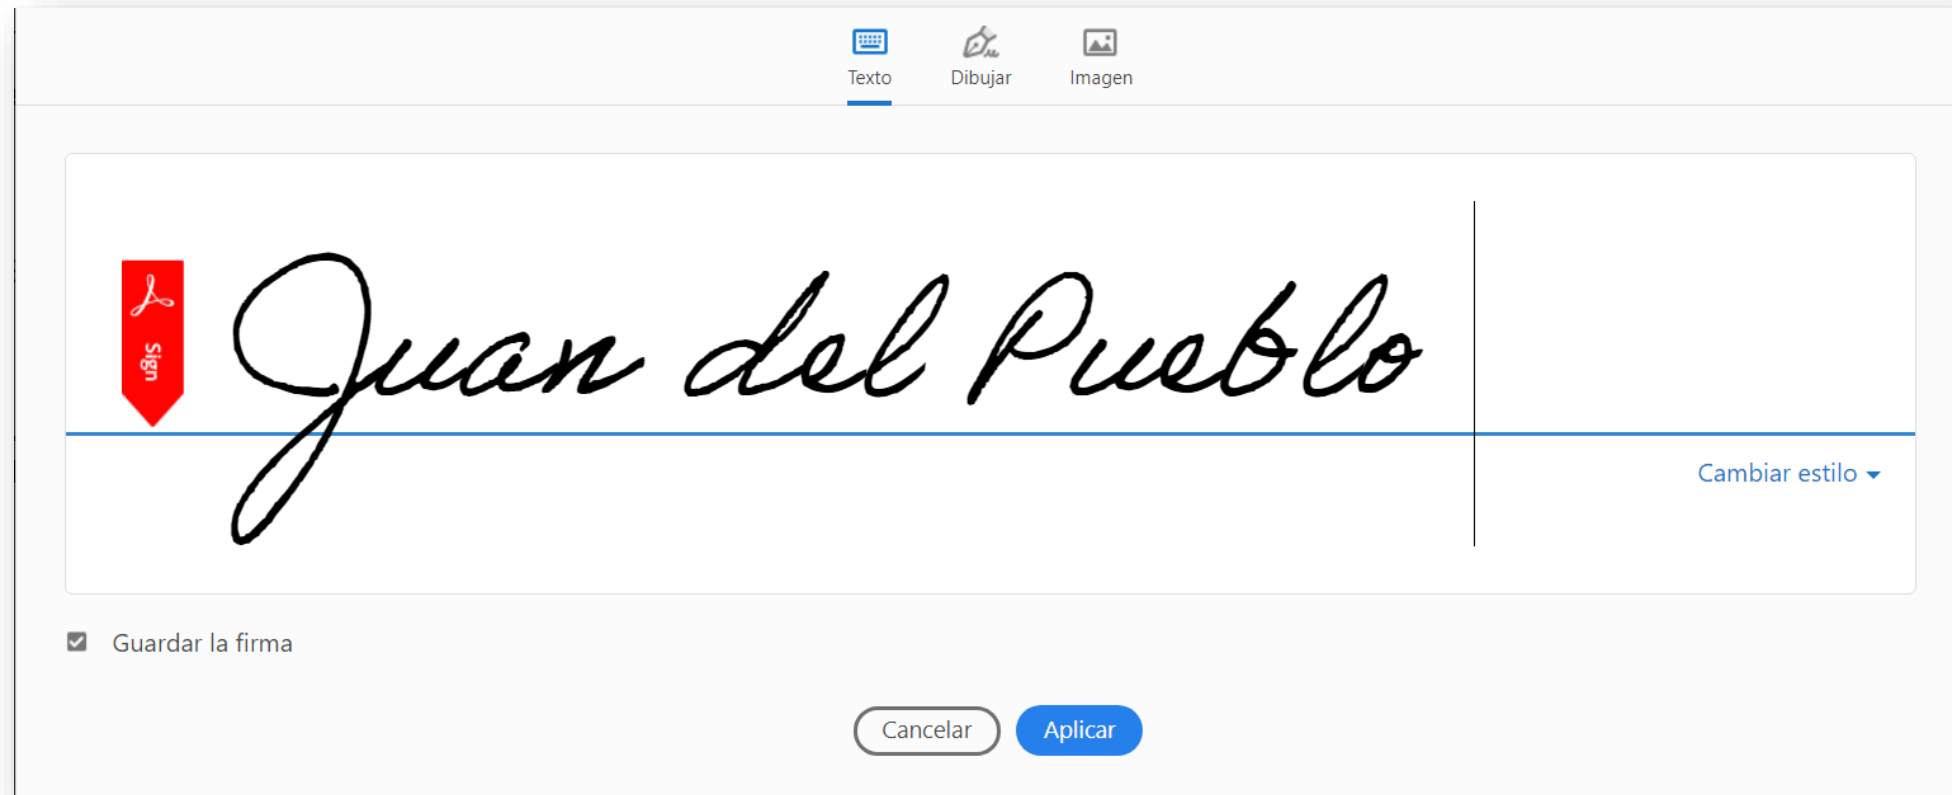 Texto Dibujar Imagen
Sign
Juan del Pueblo
Cambiar estilo
Guardar la firma
Cancelar Aplicar